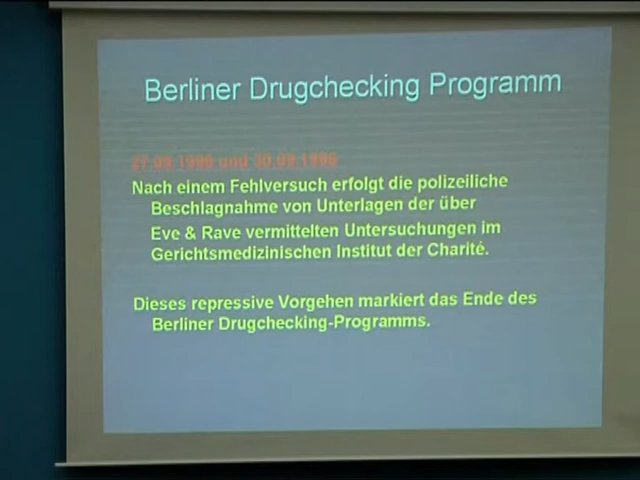 Berliner Drugchecking Programm
27.09.1996 und 30.09.1996
Nach einem Fehlversuch erfolgt die polizeiliche
Beschlagnahme von Unterlagen der über
Eve & Rave vermittelten Untersuchungen im
Gerichtsmedizinischen Institut der Charité.
Dieses repressive Vorgehen markiert das Ende des
Berliner Drugchecking-Programms.